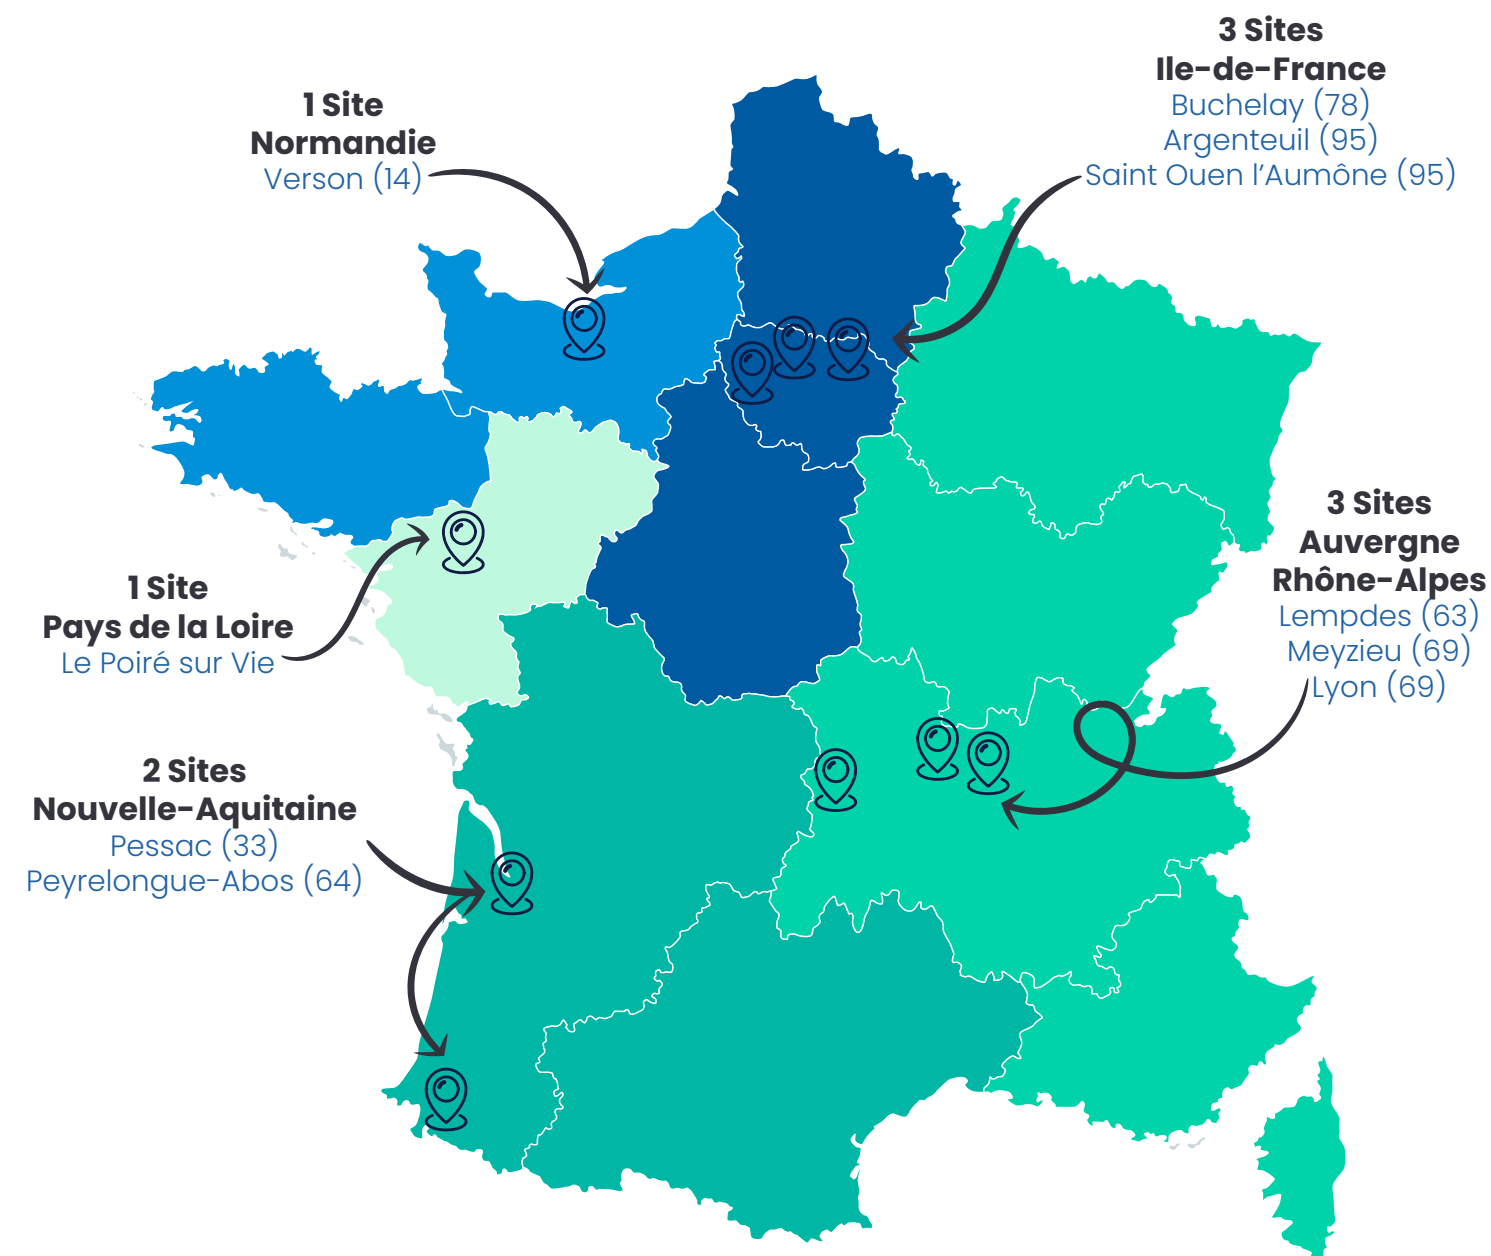 3 Sites
Ile-de-France
Buchelay (78)
Argenteuil (95)
Saint Ouen l’Aumône (95)
1 Site
Normandie
Verson (14)
3 Sites
Auvergne
Rhône-Alpes
Lempdes (63)
Meyzieu (69)
Lyon (69)
1 Site
Pays de la Loire
Le Poiré sur Vie
2 Sites
Nouvelle-Aquitaine
Pessac (33)
Peyrelongue-Abos (64)